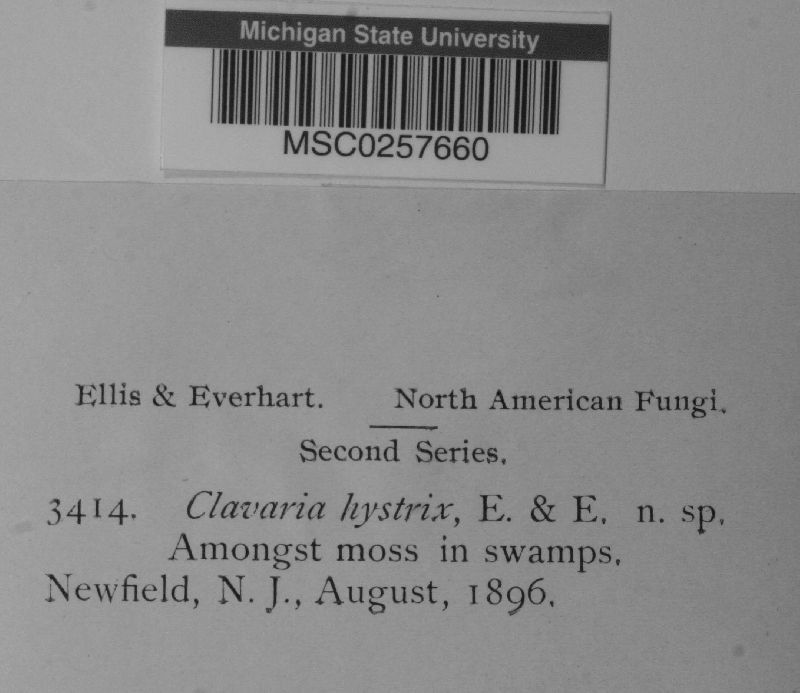 Michigan State University
MSC0257660
Ellis & Everhart. North American Fungi.
Second Series.
3414. Clavaria hystrix, E. & E. n. sp.
Amongst moss in swamps.
Newfield, N. J., August, 1896.